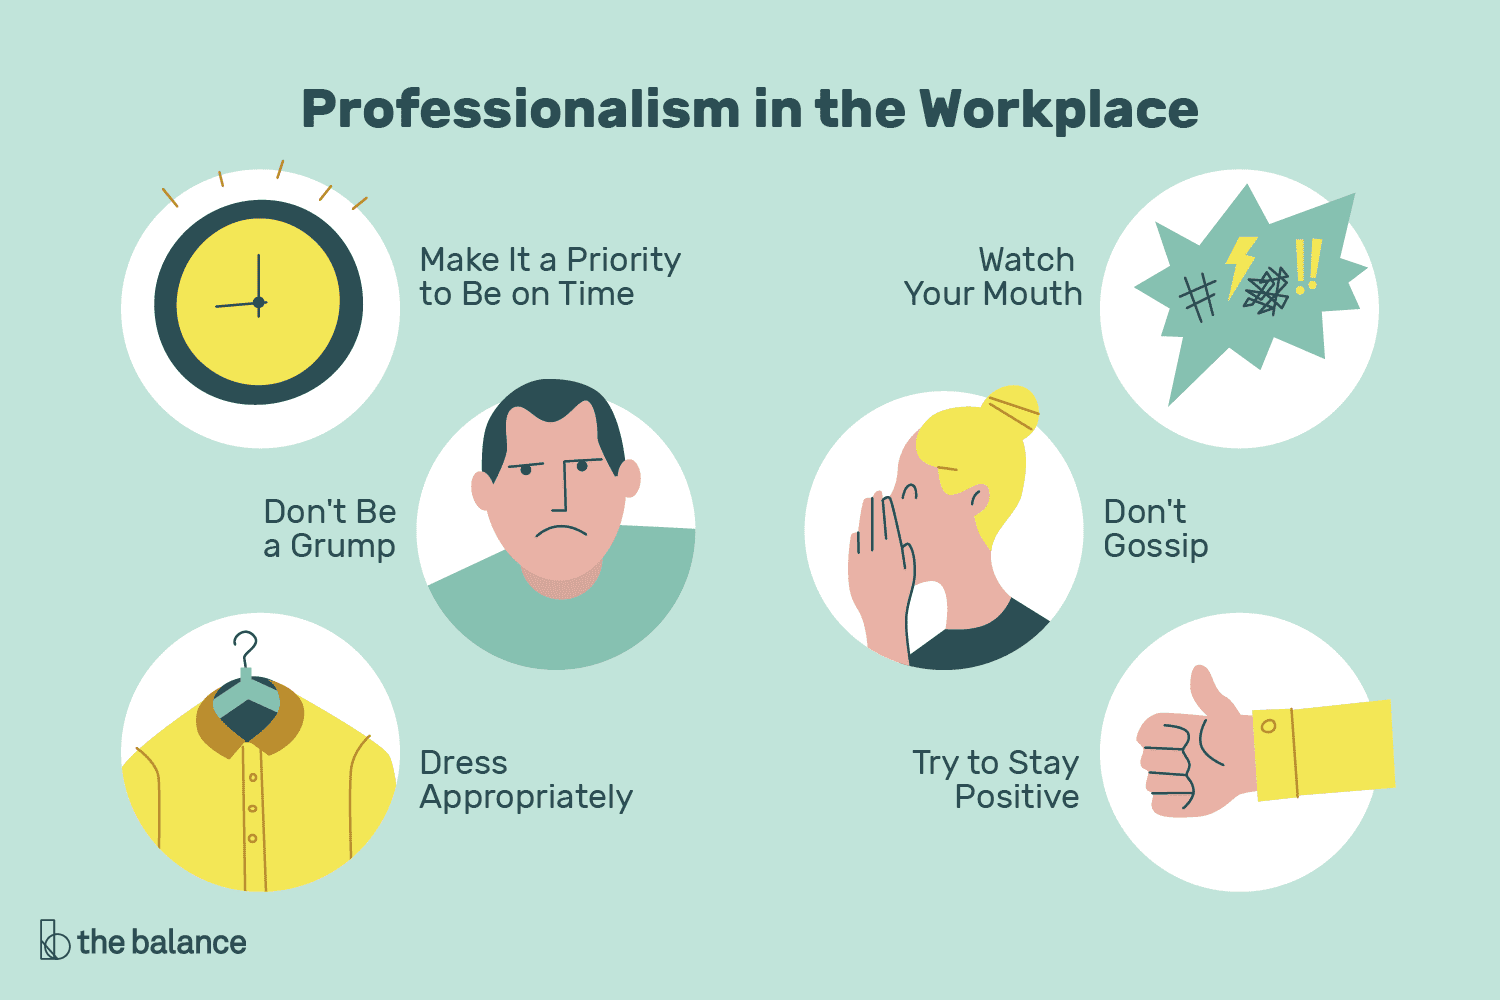 Professionalism in the Workplace
Make It a Priority
to Be on Time
Watch
Your Mouth
Don't Be
a Grump
Don't
Gossip
Dress
Appropriately
Try to Stay
Positive
the balance